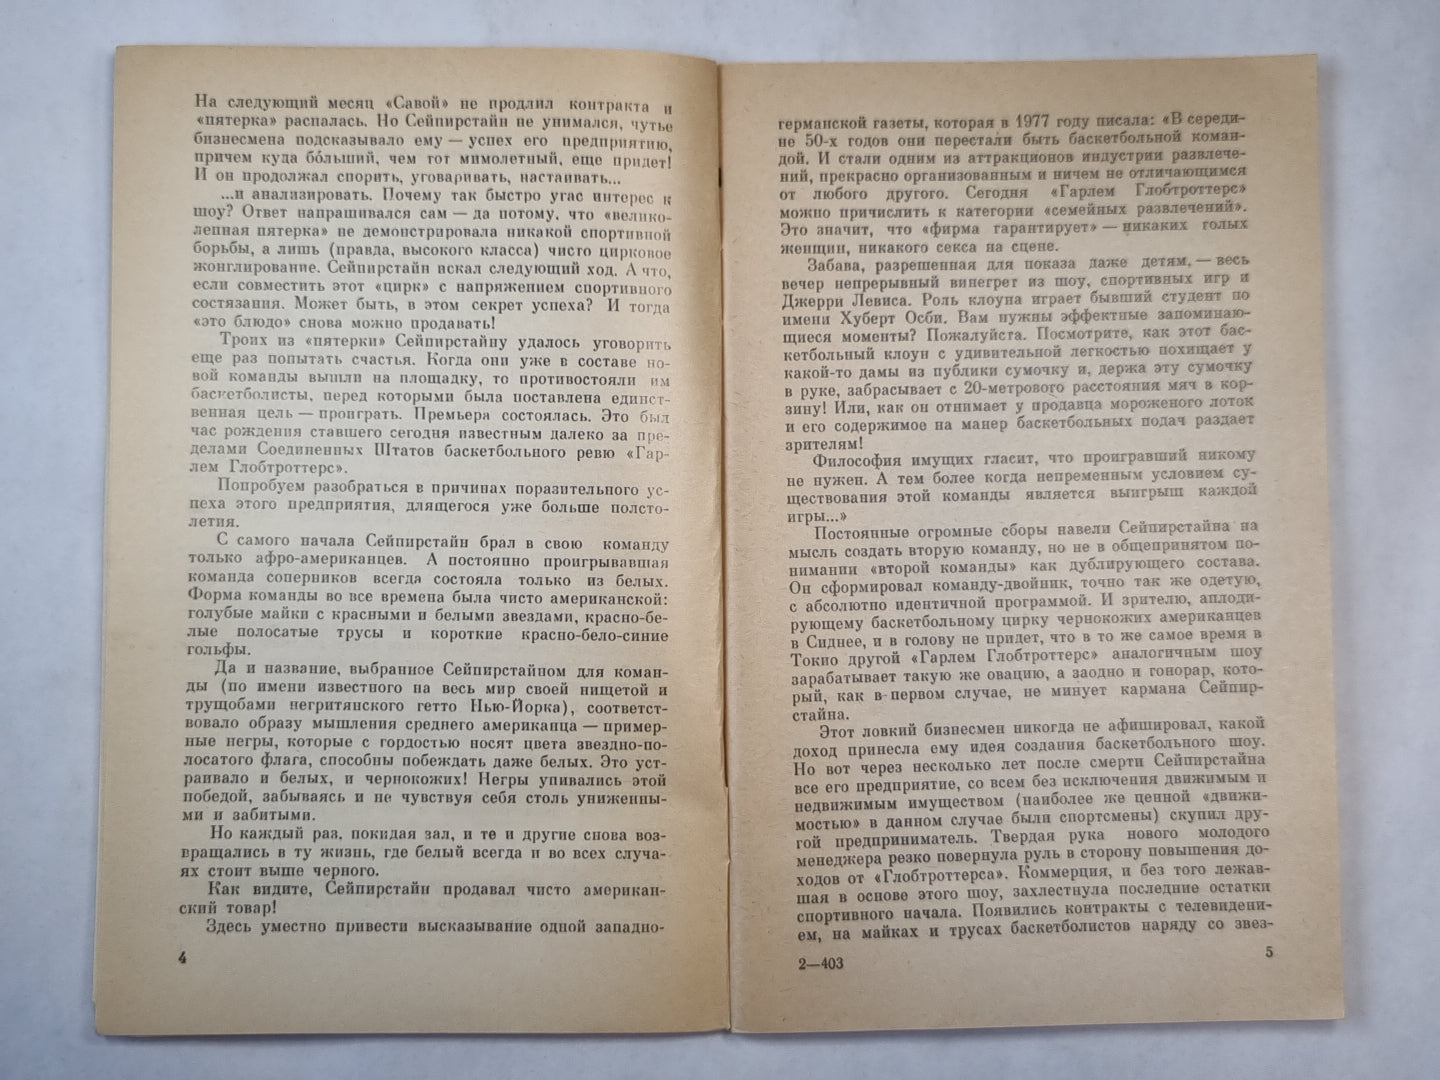 На следующий месяц «Савой» не продлил контракта и
«пятерка» распалась. Но Сейпирстайн не унимался, чутье
бизнесмена подсказывало ему — успех его предприятию,
причем куда бо́льший, чем тот мимолетный, еще придет!
И он продолжал спорить, уговаривать, настаивать...
...и анализировать. Почему так быстро угас интерес к
шоу? Ответ напрашивался сам — да потому, что «велико-
лепная пятерка» не демонстрировала никакой спортивной
борьбы, а лишь (правда, высокого класса) чисто цирковое
жонглирование. Сейпирстайн искал следующий ход. А что,
если совместить этот «цирк» с напряжением спортивного
состязания. Может быть, в этом секрет успеха? И тогда
«это блюдо» снова можно продавать!
Троих из «пятерки» Сейпирстайну удалось уговорить
еще раз попытать счастья. Когда они уже в составе но-
вой команды вышли на площадку, то противостояли им
баскетболисты, перед которыми была поставлена единст-
венная цель — проиграть. Премьера состоялась. Это был
час рождения ставшего сегодня известным далеко за пре-
делами Соединенных Штатов баскетбольного ревю «Гар-
лем Глобтроттерс».
Попробуем разобраться в причинах поразительного ус-
пеха этого предприятия, длящегося уже больше полсто-
летия.
С самого начала Сейпирстайн брал в свою команду
только афро-американцев. А постоянно проигрывавшая
команда соперников всегда состояла только из белых.
Форма команды во все времена была чисто американской:
голубые майки с красными и белыми звездами, красно-бе-
лые полосатые трусы и короткие красно-бело-синие
гольфы.
Да и название, выбранное Сейпирстайном для коман-
ды (по имени известного на весь мир своей нищетой и
трущобами негритянского гетто Нью-Йорка), соответст-
вовало образу мышления среднего американца — пример-
ные негры, которые с гордостью носят цвета звездно-по-
лосатого флага, способны побеждать даже белых. Это уст-
раивало и белых, и чернокожих! Негры упивались этой
победой, забываясь и не чувствуя себя столь униженны-
ми и забитыми.
Но каждый раз, покидая зал, и те и другие снова воз-
вращались в ту жизнь, где белый всегда и во всех случа-
ях стоит выше черного.
Как видите, Сейпирстайн продавал чисто американ-
ский товар!
Здесь уместно привести высказывание одной западно-
4
германской газеты, которая в 1977 году писала: «В середи-
не 50-х годов они перестали быть баскетбольной коман-
дой. И стали одним из аттракционов индустрии развлече-
ний, прекрасно организованным и ничем не отличающимся
от любого другого. Сегодня «Гарлем Глобтроттерс»
можно причислить к категории «семейных развлечений».
Это значит, что «фирма гарантирует» — никаких голых
женщин, никакого секса на сцене.
Забава, разрешенная для показа даже детям, — весь
вечер непрерывный винегрет из шоу, спортивных игр и
Джерри Левиса. Роль клоуна играет бывший студент по
имени Хуберт Осби. Вам нужны эффектные запоминаю-
щиеся моменты? Пожалуйста. Посмотрите, как этот бас-
кетбольный клоун с удивительной легкостью похищает у
какой-то дамы из публики сумочку и, держа эту сумочку
в руке, забрасывает с 20-метрового расстояния мяч в кор-
зину! Или, как он отнимает у продавца мороженого лоток
и его содержимое на манер баскетбольных подач раздает
зрителям!
Философия имущих гласит, что проигравший никому
не нужен. А тем более когда непременным условием су-
ществования этой команды является выигрыш каждой
игры...»
Постоянные огромные сборы навели Сейпирстайна на
мысль создать вторую команду, но не в общепринятом по-
нимании «второй команды» как дублирующего состава.
Он сформировал команду-двойник, точно так же одетую,
с абсолютно идентичной программой. И зрителю, аплоди-
рующему баскетбольному цирку чернокожих американцев
в Сиднее, и в голову не придет, что в то же самое время в
Токио другой «Гарлем Глобтроттерс» аналогичным шоу
зарабатывает такую же овацию, а заодно и гонорар, кото-
рый, как в первом случае, не минует кармана Сейпир-
стайна.
Этот ловкий бизнесмен никогда не афишировал, какой
доход принесла ему идея создания баскетбольного шоу.
Но вот через несколько лет после смерти Сейпирстайна
все его предприятие, со всем без исключения движимым и
недвижимым имуществом (наиболее же ценной «движи-
мостью» в данном случае были спортсмены) скупил дру-
гой предприниматель. Твердая рука нового молодого
менеджера резко повернула руль в сторону повышения до-
ходов от «Глобтроттерса». Коммерция, и без того лежав-
шая в основе этого шоу, захлестнула последние остатки
спортивного начала. Появились контракты с телевидени-
ем, на майках и трусах баскетболистов наряду со звез-
2—403
5